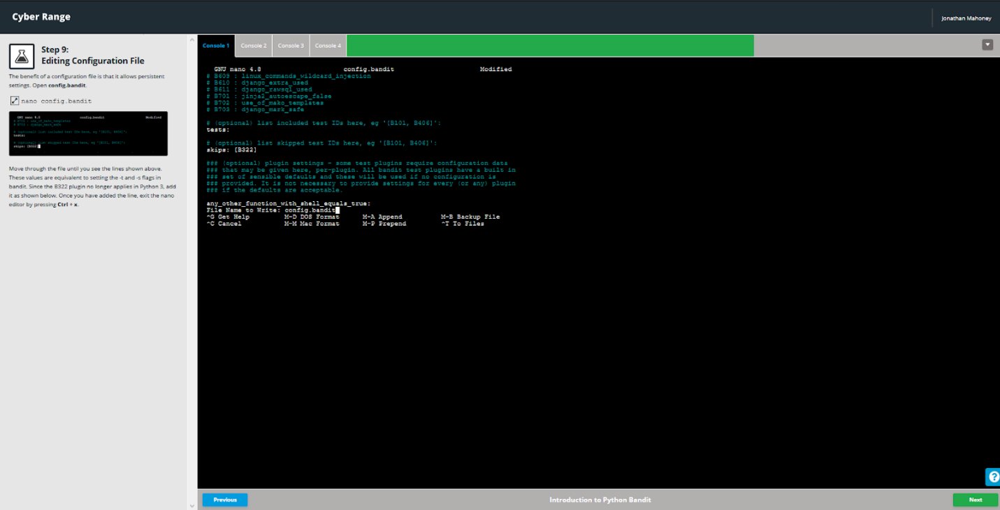 Cyber Range
Jonathan Mahoney
Step 9:
Editing Configuration File
The benefit of a configuration file is that it allows persistent
settings. Open config.bandit.
nano config.bandit
GNU nano 4.8 config.bandit Modified
# B702 : use_of_mako_templates
# B703 : django_mark_safe
# (optional) list included test IDs here, eg '[B101, B406]':
tests:
# (optional) list skipped test IDs here, eg '[B101, B406]':
skips: [B322]
Move through the file until you see the lines shown above.
These values are equivalent to setting the -t and -s flags in
bandit. Since the B322 plugin no longer applies in Python 3, add
it as shown below. Once you have added the line, exit the nano
editor by pressing Ctrl + x.
Console 1 Console 2 Console 3 Console 4
GNU nano 4.8 config.bandit Modified
# B609 : linux_commands_wildcard_injection
# B610 : django_extra_used
# B611 : django_rawsql_used
# B701 : jinja2_autoescape_false
# B702 : use_of_mako_templates
# B703 : django_mark_safe
# (optional) list included test IDs here, eg '[B101, B406]':
tests:
# (optional) list skipped test IDs here, eg '[B101, B406]':
skips: [B322]
### (optional) plugin settings - some test plugins require configuration data
### that may be given here, per-plugin. All bandit test plugins have a built in
### set of sensible defaults and these will be used if no configuration is
### provided. It is not necessary to provide settings for every (or any) plugin
### if the defaults are acceptable.
any_other_function_with_shell_equals_true:
File Name to Write: config.bandit
^G Get Help M-D DOS Format M-A Append M-B Backup File
^C Cancel M-M Mac Format M-P Prepend ^T To Files
?
Previous
Introduction to Python Bandit
Next